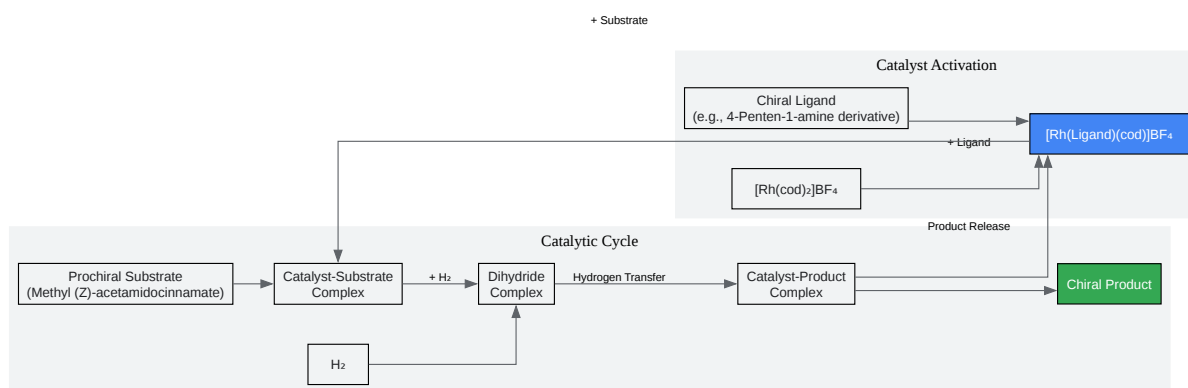 + Substrate
Catalyst Activation
Chiral Ligand
(e.g., 4-Penten-1-amine derivative)
[Rh(Ligand)(cod)]BF₄
+ Ligand
[Rh(cod)₂]BF₄
Product Release
Catalytic Cycle
Prochiral Substrate
(Methyl (Z)-acetamidocinnamate)
Catalyst-Substrate
Complex
+ H₂
Dihydride
Complex
Hydrogen Transfer
Catalyst-Product
Complex
Chiral Product
H₂